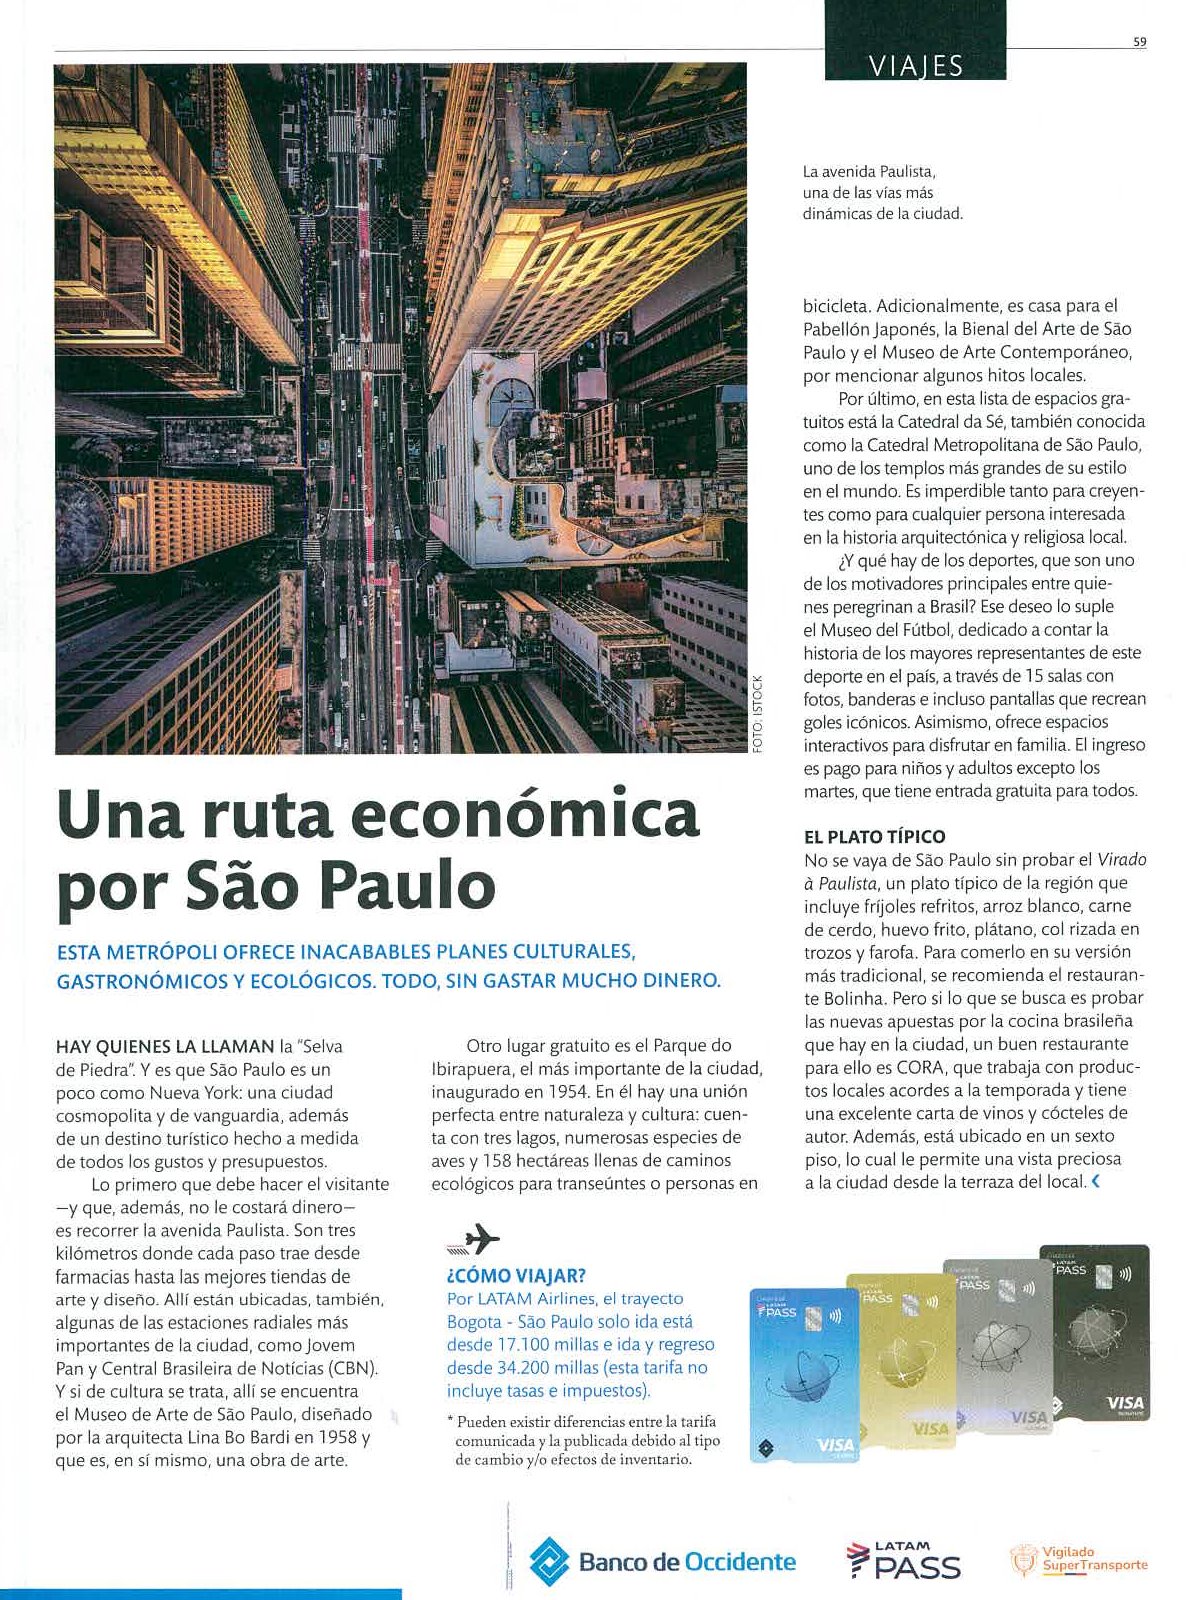 59
VIAJES
La avenida Paulista,
una de las vías más
dinámicas de la ciudad.
FOTO: ISTOCK
Una ruta económica
por São Paulo
ESTA METRÓPOLI OFRECE INACABABLES PLANES CULTURALES,
GASTRONÓMICOS Y ECOLÓGICOS. TODO, SIN GASTAR MUCHO DINERO.
HAY QUIENES LA LLAMAN la “Selva
de Piedra”. Y es que São Paulo es un
poco como Nueva York: una ciudad
cosmopolita y de vanguardia, además
de un destino turístico hecho a medida
de todos los gustos y presupuestos.
Lo primero que debe hacer el visitante
—y que, además, no le costará dinero—
es recorrer la avenida Paulista. Son tres
kilómetros donde cada paso trae desde
farmacias hasta las mejores tiendas de
arte y diseño. Allí están ubicadas, también,
algunas de las estaciones radiales más
importantes de la ciudad, como Jovem
Pan y Central Brasileira de Notícias (CBN).
Y si de cultura se trata, allí se encuentra
el Museo de Arte de São Paulo, diseñado
por la arquitecta Lina Bo Bardi en 1958 y
que es, en sí mismo, una obra de arte.
Otro lugar gratuito es el Parque do
Ibirapuera, el más importante de la ciudad,
inaugurado en 1954. En él hay una unión
perfecta entre naturaleza y cultura: cuen-
ta con tres lagos, numerosas especies de
aves y 158 hectáreas llenas de caminos
ecológicos para transeúntes o personas en
bicicleta. Adicionalmente, es casa para el
Pabellón Japonés, la Bienal del Arte de São
Paulo y el Museo de Arte Contemporáneo,
por mencionar algunos hitos locales.
Por último, en esta lista de espacios gra-
tuitos está la Catedral da Sé, también conocida
como la Catedral Metropolitana de São Paulo,
uno de los templos más grandes de su estilo
en el mundo. Es imperdible tanto para creyen-
tes como para cualquier persona interesada
en la historia arquitectónica y religiosa local.
¿Y qué hay de los deportes, que son uno
de los motivadores principales entre quie-
nes peregrinan a Brasil? Ese deseo lo suple
el Museo del Fútbol, dedicado a contar la
historia de los mayores representantes de este
deporte en el país, a través de 15 salas con
fotos, banderas e incluso pantallas que recrean
goles icónicos. Asimismo, ofrece espacios
interactivos para disfrutar en familia. El ingreso
es pago para niños y adultos excepto los
martes, que tiene entrada gratuita para todos.
EL PLATO TÍPICO
No se vaya de São Paulo sin probar el Virado
à Paulista, un plato típico de la región que
incluye fríjoles refritos, arroz blanco, carne
de cerdo, huevo frito, plátano, col rizada en
trozos y farofa. Para comerlo en su versión
más tradicional, se recomienda el restauran-
te Bolinha. Pero si lo que se busca es probar
las nuevas apuestas por la cocina brasileña
que hay en la ciudad, un buen restaurante
para ello es CORA, que trabaja con produc-
tos locales acordes a la temporada y tiene
una excelente carta de vinos y cócteles de
autor. Además, está ubicado en un sexto
piso, lo cual le permite una vista preciosa
a la ciudad desde la terraza del local.
¿CÓMO VIAJAR?
Por LATAM Airlines, el trayecto
Bogota - São Paulo solo ida está
desde 17.100 millas e ida y regreso
desde 34.200 millas (esta tarifa no
incluye tasas e impuestos).
* Pueden existir diferencias entre la tarifa
comunicada y la publicada debido al tipo
de cambio y/o efectos de inventario.
LATAM
PASS
VISA
PASS
VISA
LATAM
PASS
VISA
LATAM
PASS
VISA
Banco de Occidente
LATAM
PASS
Vigilado
SuperTransporte